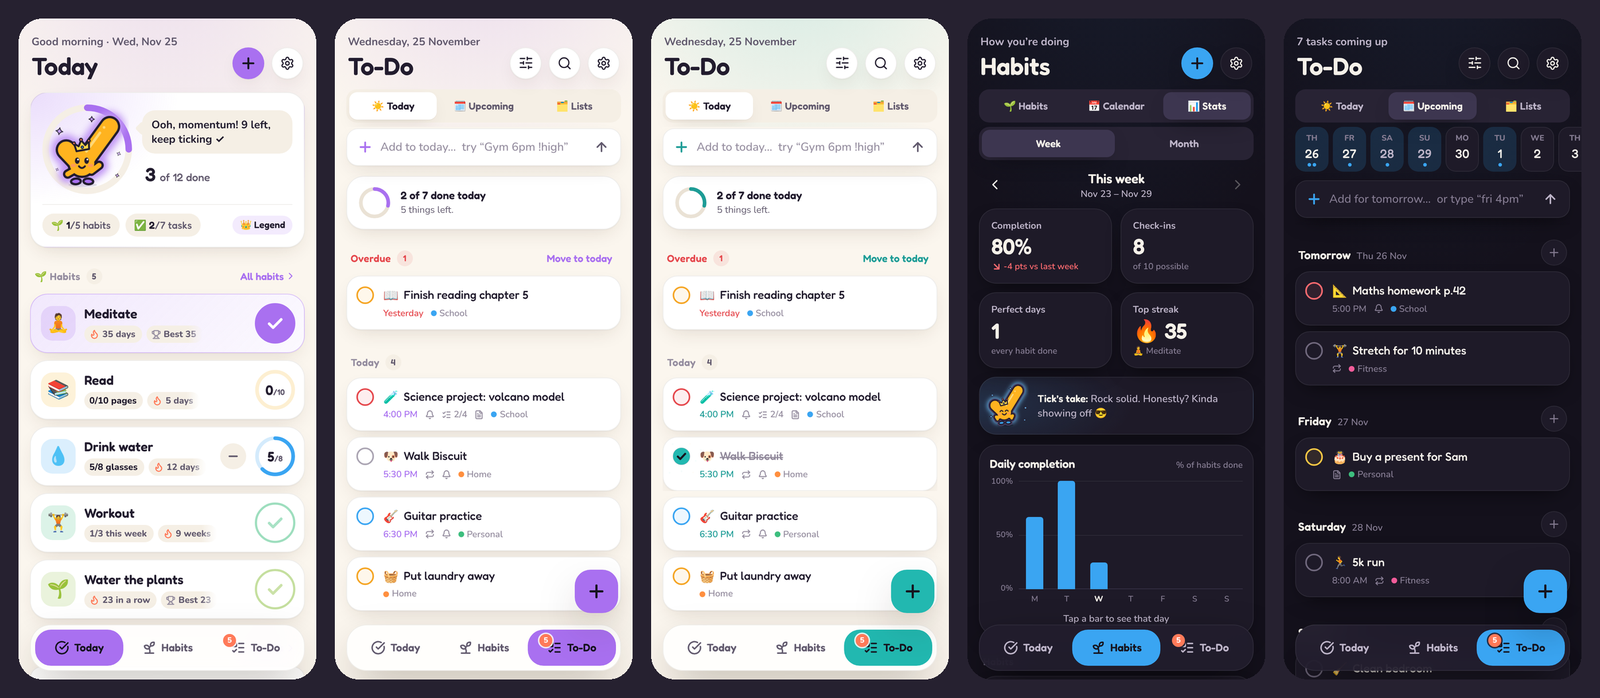 Good morning · Wed, Nov 25
Today
Ooh, momentum! 9 left,
keep ticking ✓
3 of 12 done
🌱 1/5 habits
✅ 2/7 tasks
👑 Legend
🌱 Habits 5
All habits >
Meditate
35 days
Best 35
Read
0/10 pages
5 days
0/10
Drink water
5/8 glasses
12 days
−
5/8
Workout
1/3 this week
9 weeks
Water the plants
23 in a row
Best 23
Today
Habits
5
To-Do
Wednesday, 25 November
To-Do
☀️ Today
🗓️ Upcoming
🗂️ Lists
+ Add to today... try “Gym 6pm !high”
2 of 7 done today
5 things left.
Overdue 1
Move to today
📖 Finish reading chapter 5
Yesterday
School
Today 4
🧪 Science project: volcano model
4:00 PM
2/4
School
🐶 Walk Biscuit
5:30 PM
Home
🎸 Guitar practice
6:30 PM
Personal
🧺 Put laundry away
Home
+
Today
Habits
5
To-Do
Wednesday, 25 November
To-Do
☀️ Today
🗓️ Upcoming
🗂️ Lists
+ Add to today... try “Gym 6pm !high”
2 of 7 done today
5 things left.
Overdue 1
Move to today
📖 Finish reading chapter 5
Yesterday
School
Today 4
🧪 Science project: volcano model
4:00 PM
2/4
School
🐶 Walk Biscuit
5:30 PM
Home
🎸 Guitar practice
6:30 PM
Personal
🧺 Put laundry away
Home
+
Today
Habits
5
To-Do
How you're doing
Habits
🌱 Habits
📅 Calendar
📊 Stats
Week
Month
This week
Nov 23 – Nov 29
Completion
80%
↘ -4 pts vs last week
Check-ins
8
of 10 possible
Perfect days
1
every habit done
Top streak
🔥 35
🧘 Meditate
Tick's take: Rock solid. Honestly? Kinda
showing off 😎
Daily completion
% of habits done
100%
50%
0%
M T W T F S S
Tap a bar to see that day
Today
Habits
5
To-Do
7 tasks coming up
To-Do
☀️ Today
🗓️ Upcoming
🗂️ Lists
TH FR SA SU MO TU WE TH
26 27 28 29 30 1 2 3
+ Add for tomorrow... or type “fri 4pm”
Tomorrow Thu 26 Nov
📐 Maths homework p.42
5:00 PM
School
🏋️ Stretch for 10 minutes
Fitness
Friday 27 Nov
🎂 Buy a present for Sam
Personal
Saturday 28 Nov
🏃 5k run
8:00 AM
Fitness
+
Today
Habits
5
To-Do